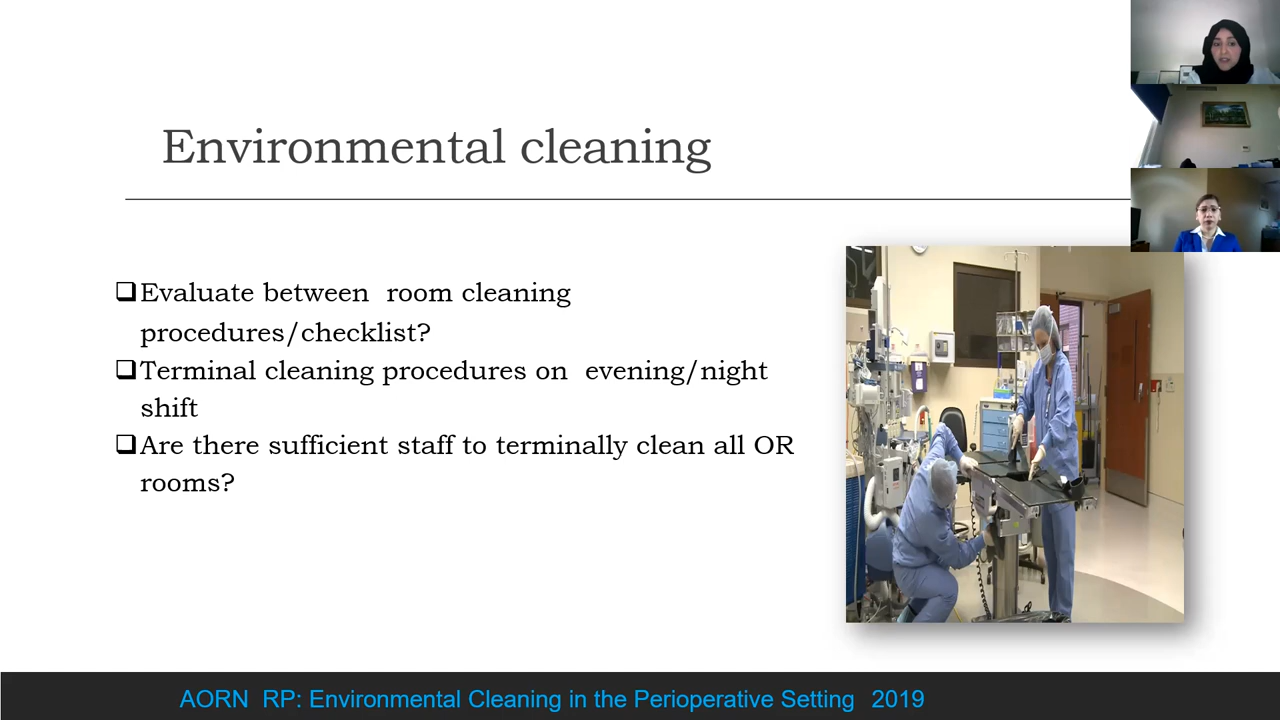 Environmental cleaning
❑Evaluate between room cleaning
procedures/checklist?
❑Terminal cleaning procedures on evening/night
shift
❑Are there sufficient staff to terminally clean all OR
rooms?
AORN RP: Environmental Cleaning in the Perioperative Setting 2019